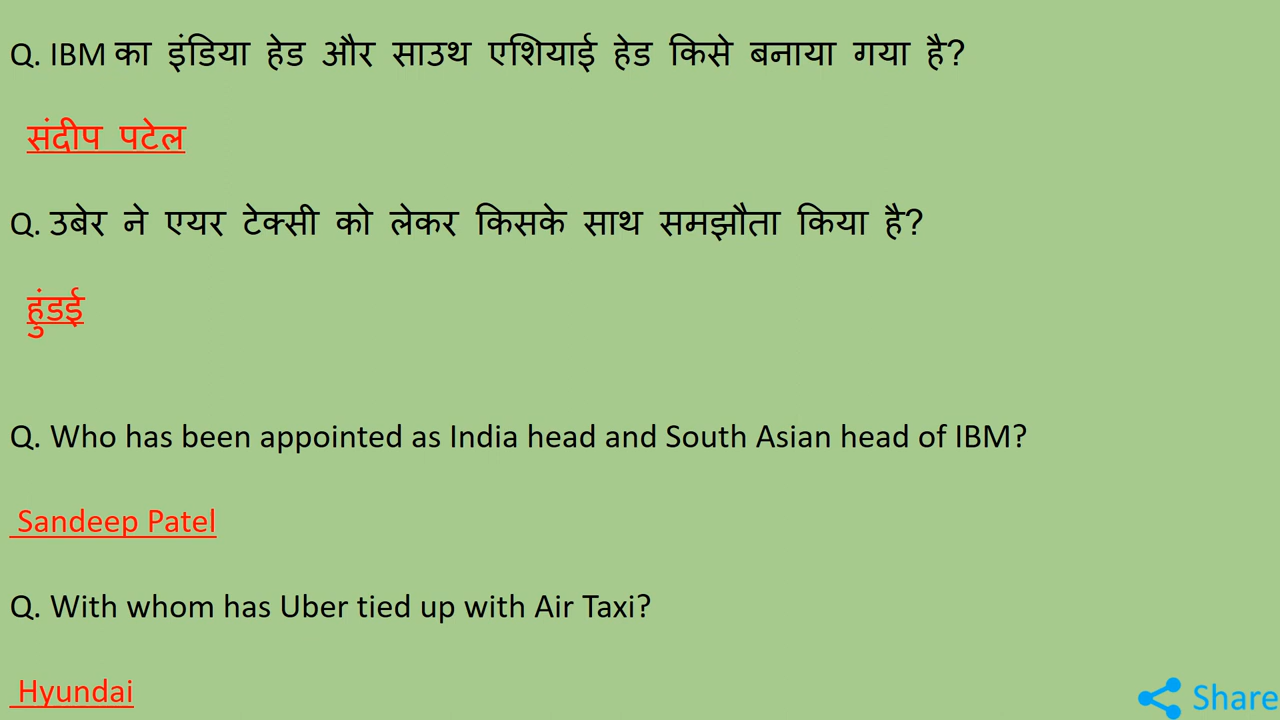 Q. IBM का इंडिया हेड और साउथ एशियाई हेड किसे बनाया गया है?
संदीप पटेल
Q. उबेर ने एयर टेक्सी को लेकर किसके साथ समझौता किया है?
हुंडई
Q. Who has been appointed as India head and South Asian head of IBM?
Sandeep Patel
Q. With whom has Uber tied up with Air Taxi?
Hyundai
Share